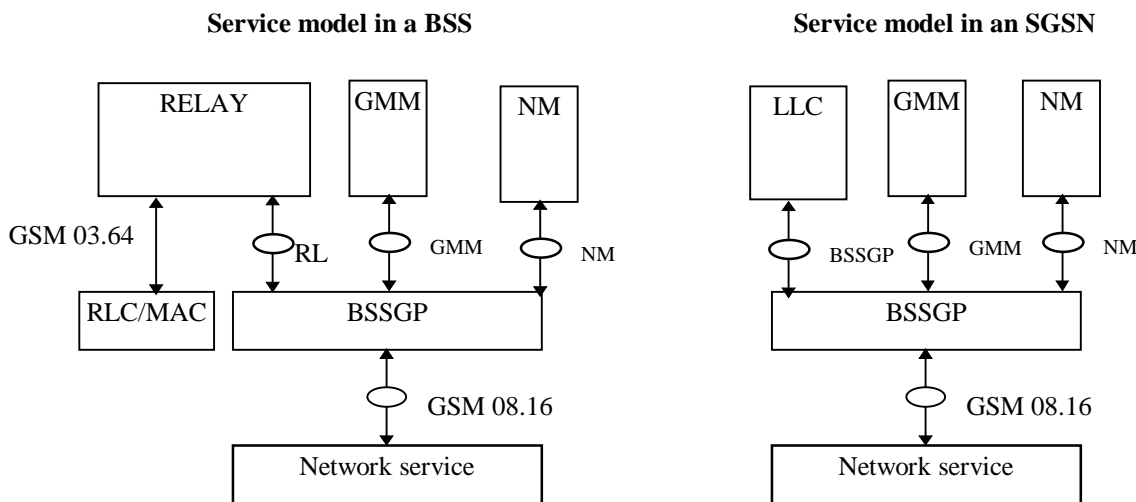 Service model in a BSS
Service model in an SGSN
RELAY
GMM
NM
LLC
GMM
NM
GSM 03.64
RL
GMM
NM
BSSGP
GMM
NM
RLC/MAC
BSSGP
BSSGP
GSM 08.16
GSM 08.16
Network service
Network service